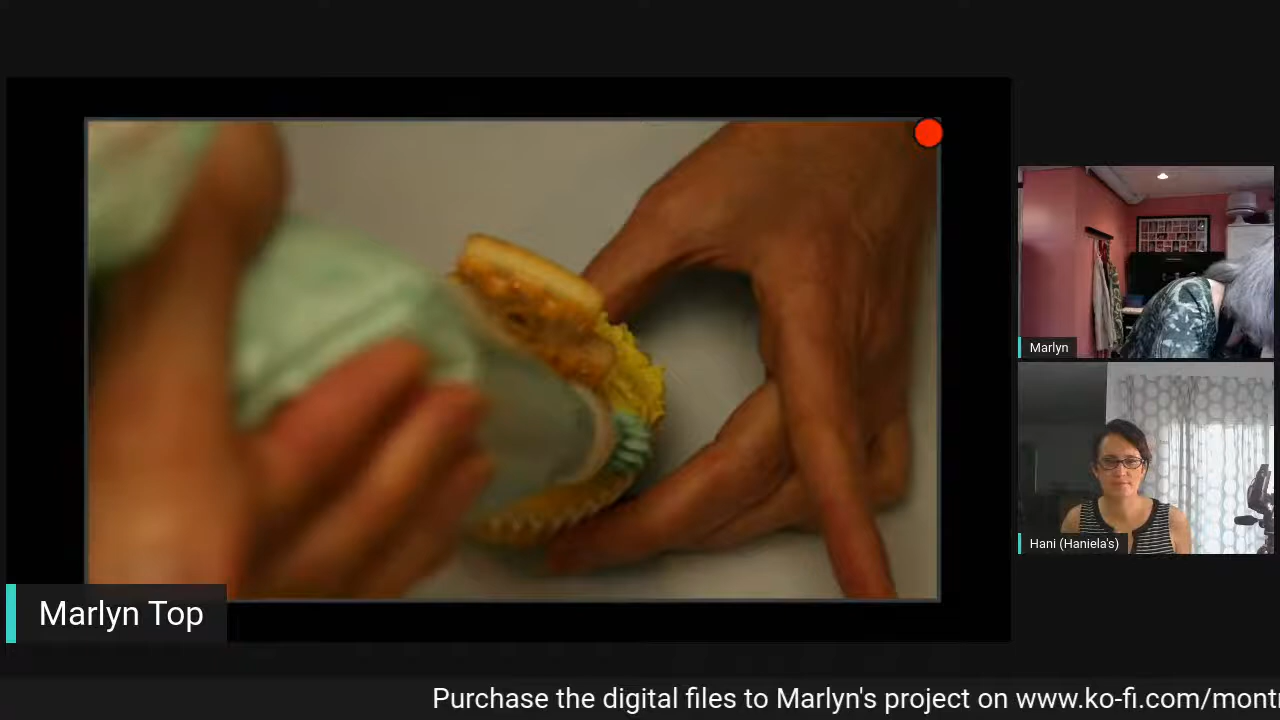 Marlyn
Hani (Haniela's)
Marlyn Top
Purchase the digital files to Marlyn's project on www.ko-fi.com/mont